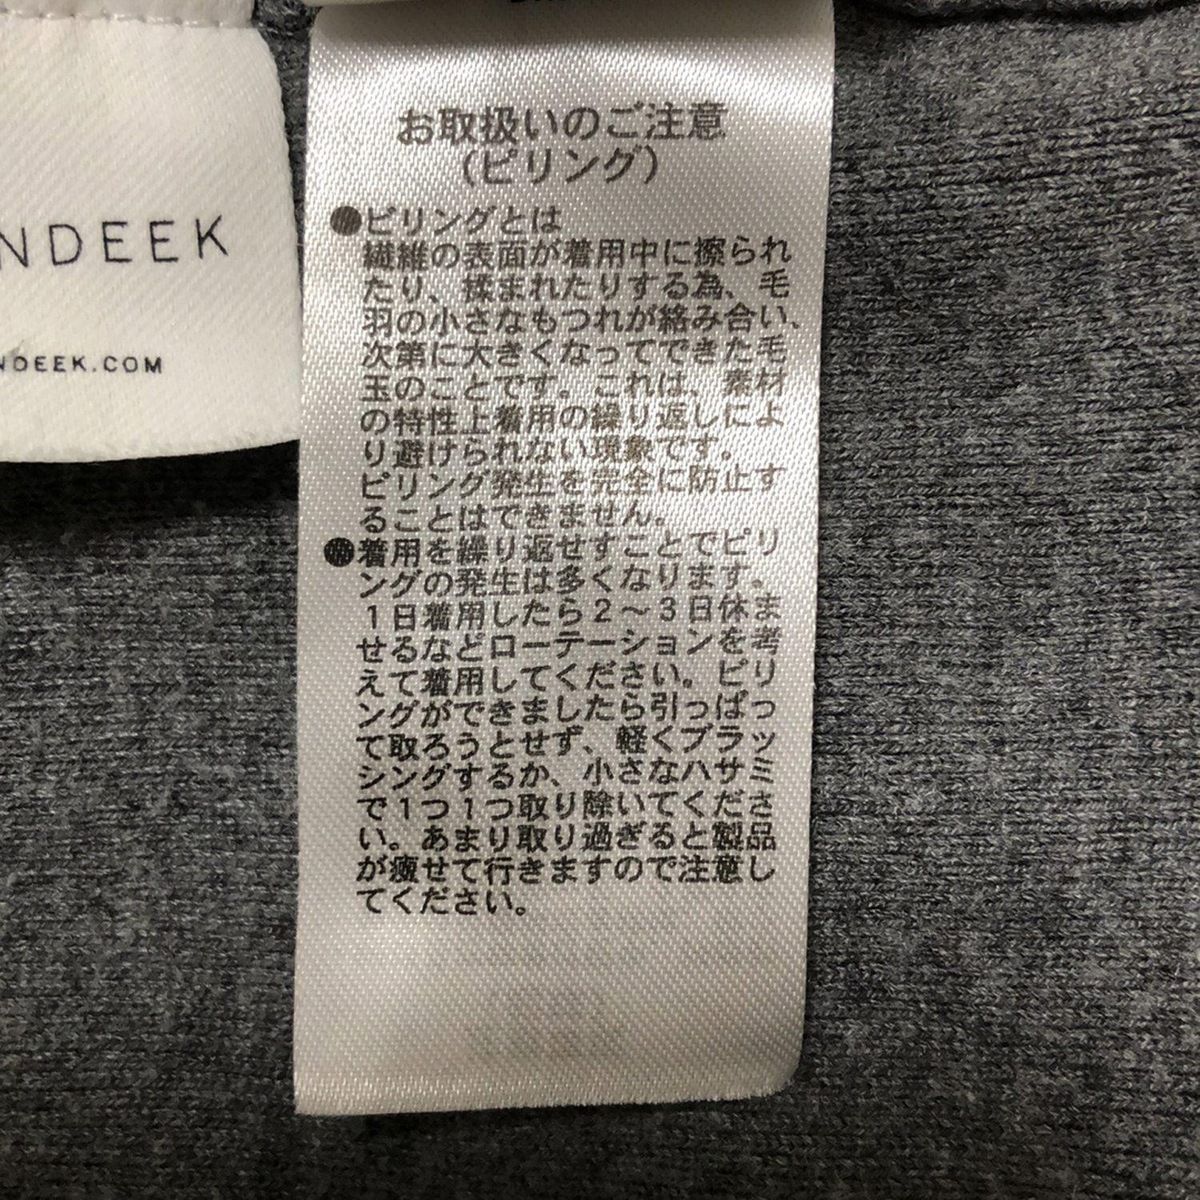 NDEEK
NDEEK.COM
お取扱いのご注意
(ピリング)
●ピリングとは
繊維の表面が着用中に擦られ
たり、揉まれたりする為、毛
羽の小さなもつれが絡み合い、
次第に大きくなってできた毛
玉のことです。これは、素材
の特性上着用の繰り返しによ
り避けられない現象です。
ピリング発生を完全に防止す
ることはできません。
●着用を繰り返せすことでピリ
ングの発生は多くなります。
1日着用したら2～3日休ま
せるなどローテーションを考
えて着用してください。ピリ
ングができましたら引っぱっ
て取ろうとせず、軽くブラッ
シングするか、小さなハサミ
で1つ1つ取り除いてくださ
い。あまり取り過ぎると製品
が痩せて行きますので注意し
てください。